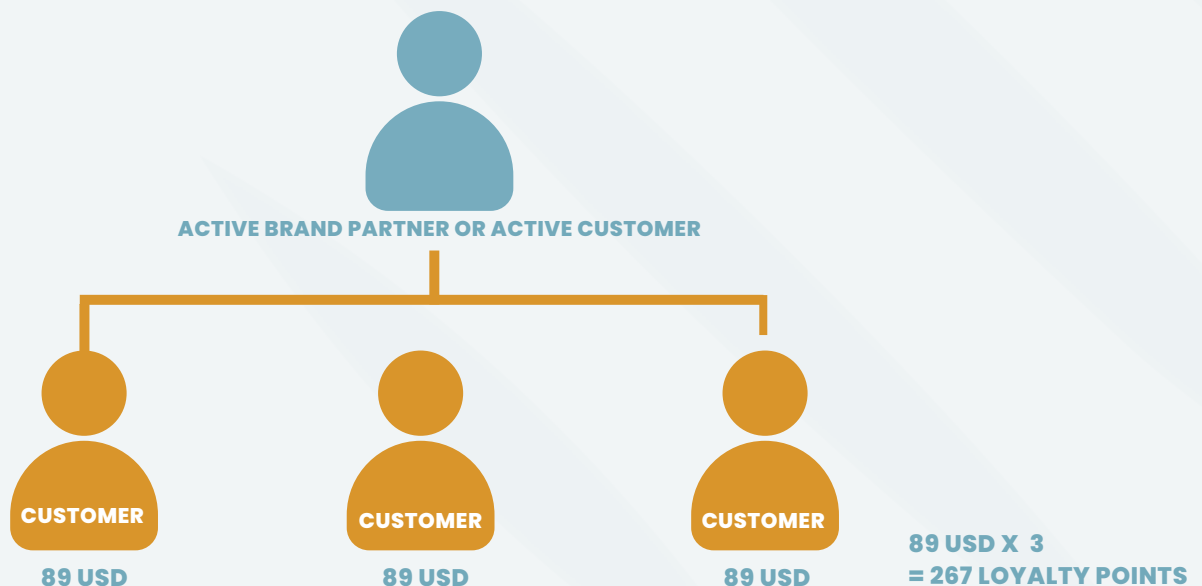 ACTIVE BRAND PARTNER OR ACTIVE CUSTOMER
CUSTOMER
CUSTOMER
CUSTOMER
89 USD
89 USD
89 USD
89 USD X 3
= 267 LOYALTY POINTS